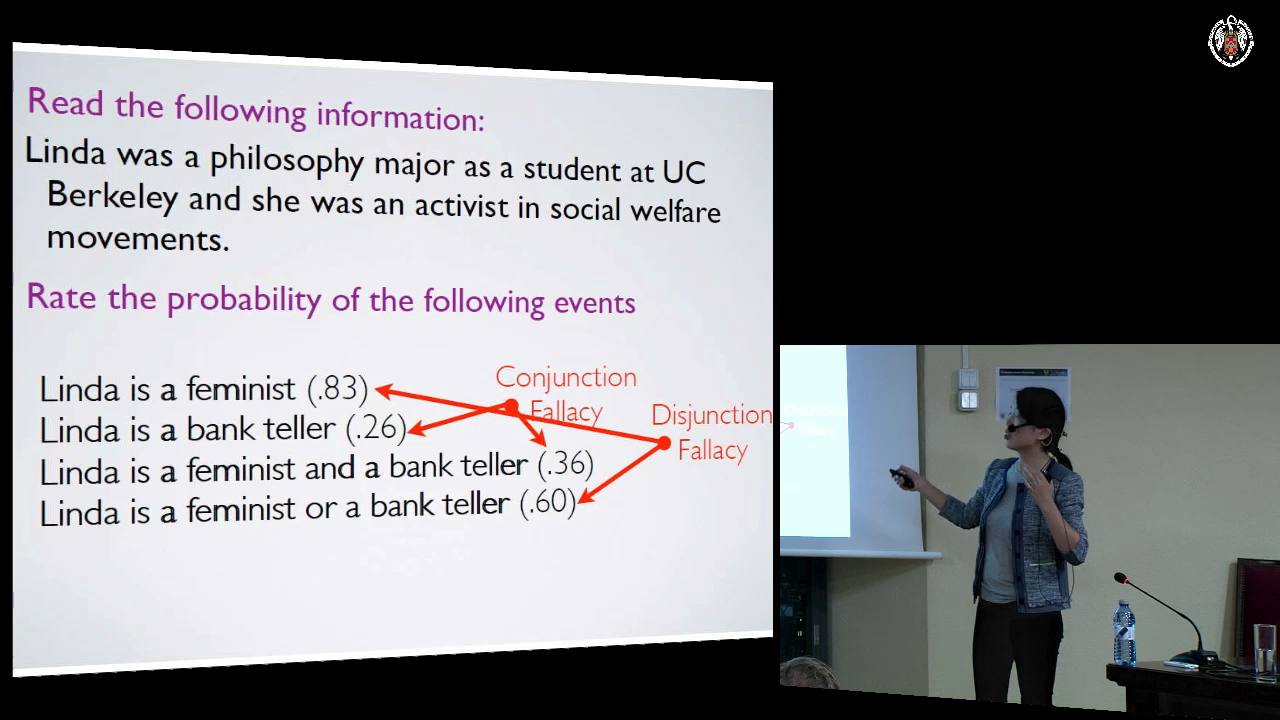 Read the following information:
Linda was a philosophy major as a student at UC
Berkeley and she was an activist in social welfare
movements.
Rate the probability of the following events
Linda is a feminist (.83)
Linda is a bank teller (.26)
Linda is a feminist and a bank teller (.36)
Linda is a feminist or a bank teller (.60)
Conjunction
Fallacy
Disjunction
Fallacy